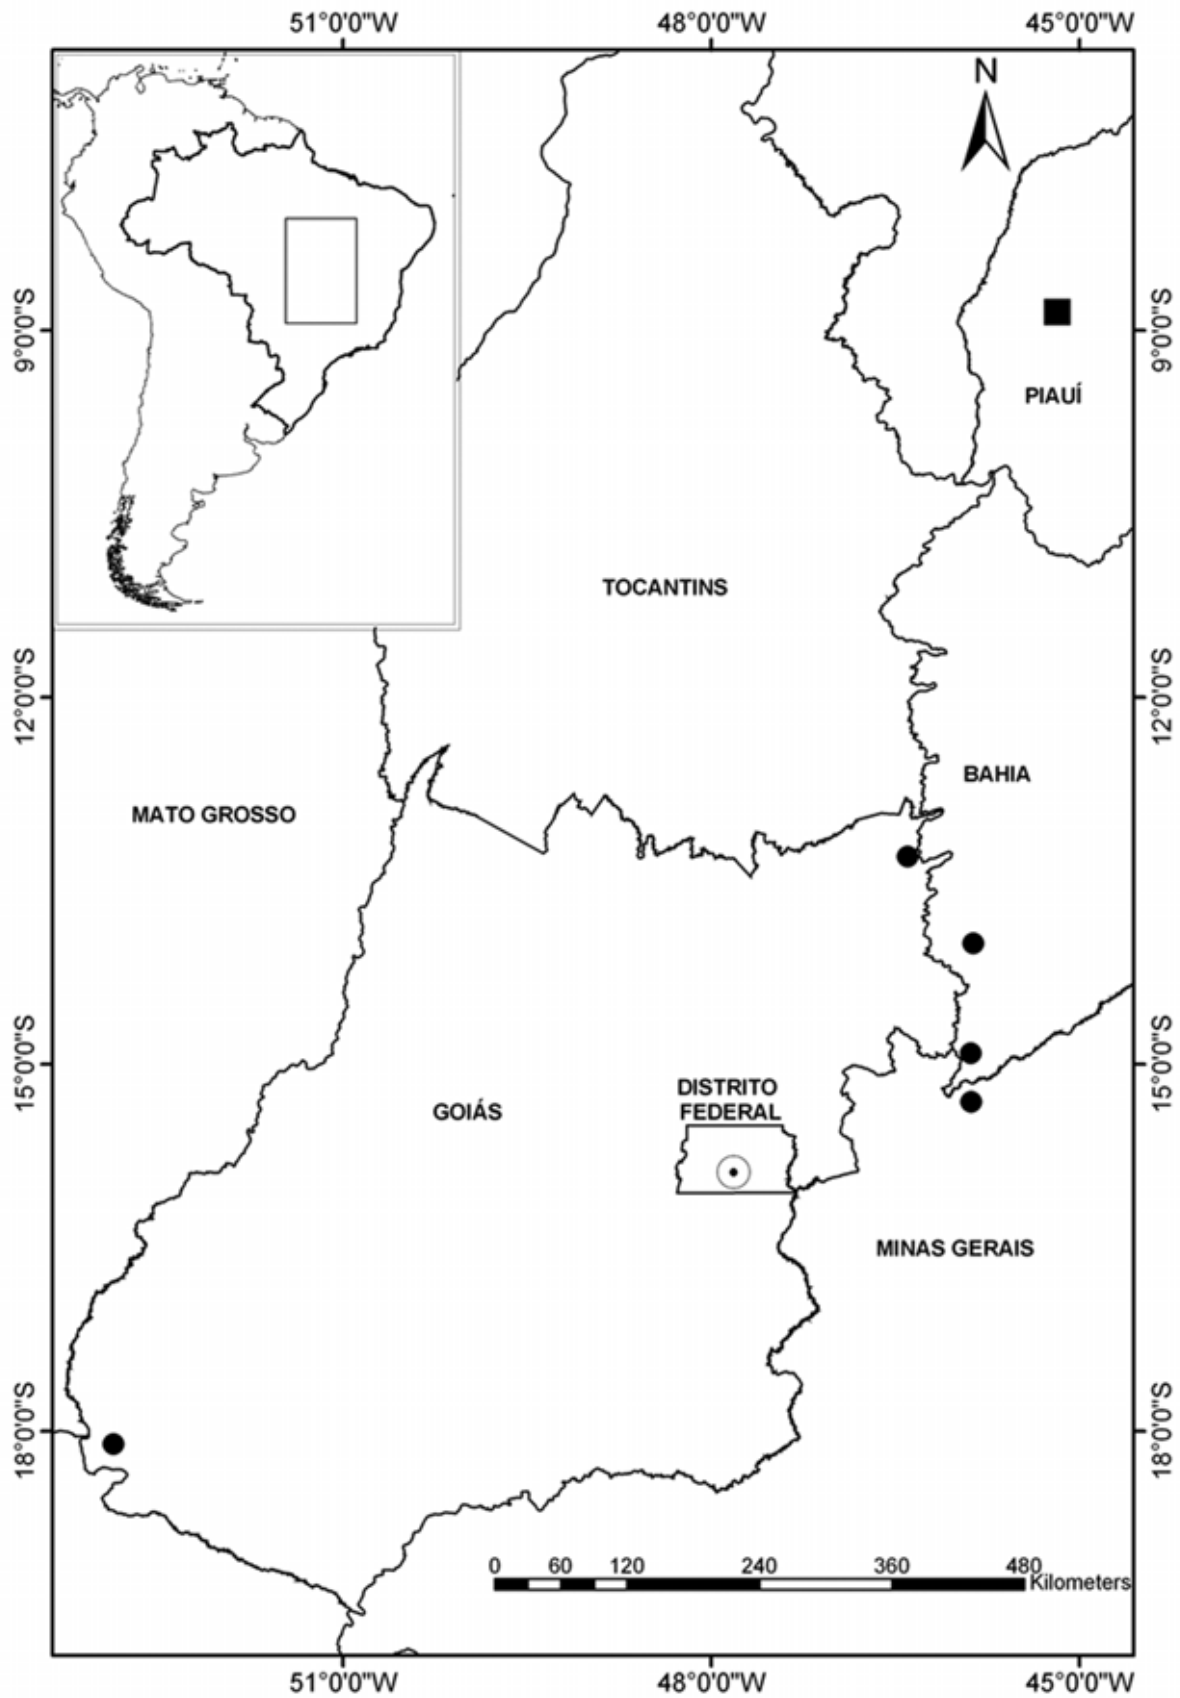 51°0'0"W
48°0'0"W
45°0'0"W
N
9°0'0"S
9°0'0"S
PIAUÍ
TOCANTINS
12°0'0"S
12°0'0"S
BAHIA
MATO GROSSO
15°0'0"S
15°0'0"S
DISTRITO
FEDERAL
GOIÁS
MINAS GERAIS
18°0'0"S
18°0'0"S
0 60 120 240 360 480
Kilometers
51°0'0"W
48°0'0"W
45°0'0"W